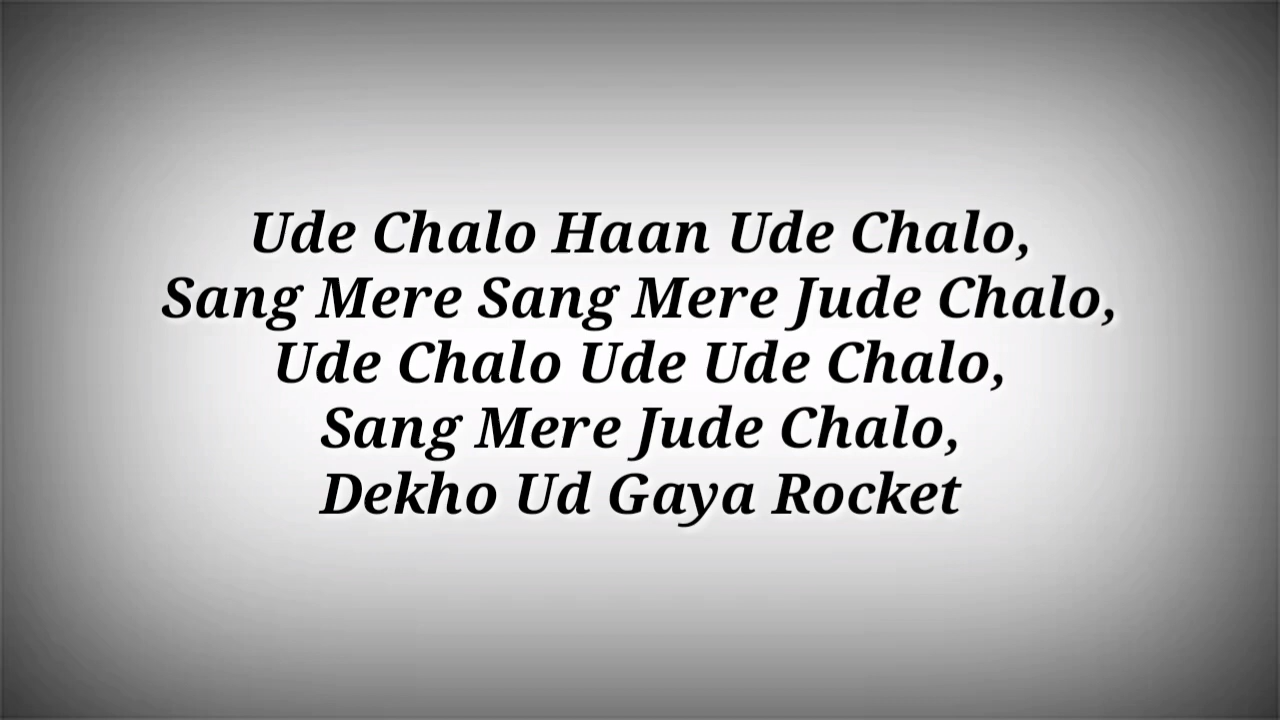 Ude Chalo Haan Ude Chalo,
Sang Mere Sang Mere Jude Chalo,
Ude Chalo Ude Ude Chalo,
Sang Mere Jude Chalo,
Dekho Ud Gaya Rocket